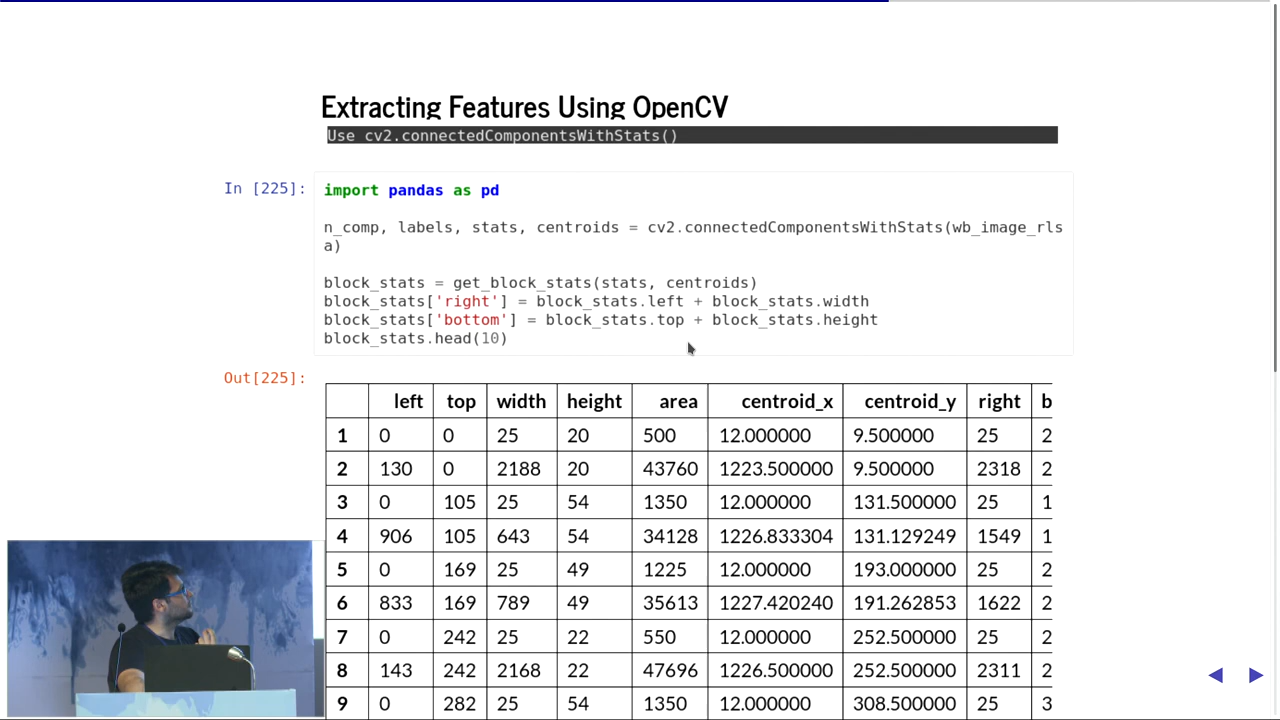 Extracting Features Using OpenCV
Use cv2.connectedComponentsWithStats()
In [225]:
import pandas as pd
n_comp, labels, stats, centroids = cv2.connectedComponentsWithStats(wb_image_rls
a)
block_stats = get_block_stats(stats, centroids)
block_stats['right'] = block_stats.left + block_stats.width
block_stats['bottom'] = block_stats.top + block_stats.height
block_stats.head(10)
Out[225]:
left top width height area centroid_x centroid_y right b
1 0 0 25 20 500 12.000000 9.500000 25 2
2 130 0 2188 20 43760 1223.500000 9.500000 2318 2
3 0 105 25 54 1350 12.000000 131.500000 25 1
4 906 105 643 54 34128 1226.833304 131.129249 1549 1
5 0 169 25 49 1225 12.000000 193.000000 25 2
6 833 169 789 49 35613 1227.420240 191.262853 1622 2
7 0 242 25 22 550 12.000000 252.500000 25 2
8 143 242 2168 22 47696 1226.500000 252.500000 2311 2
9 0 282 25 54 1350 12.000000 308.500000 25 3